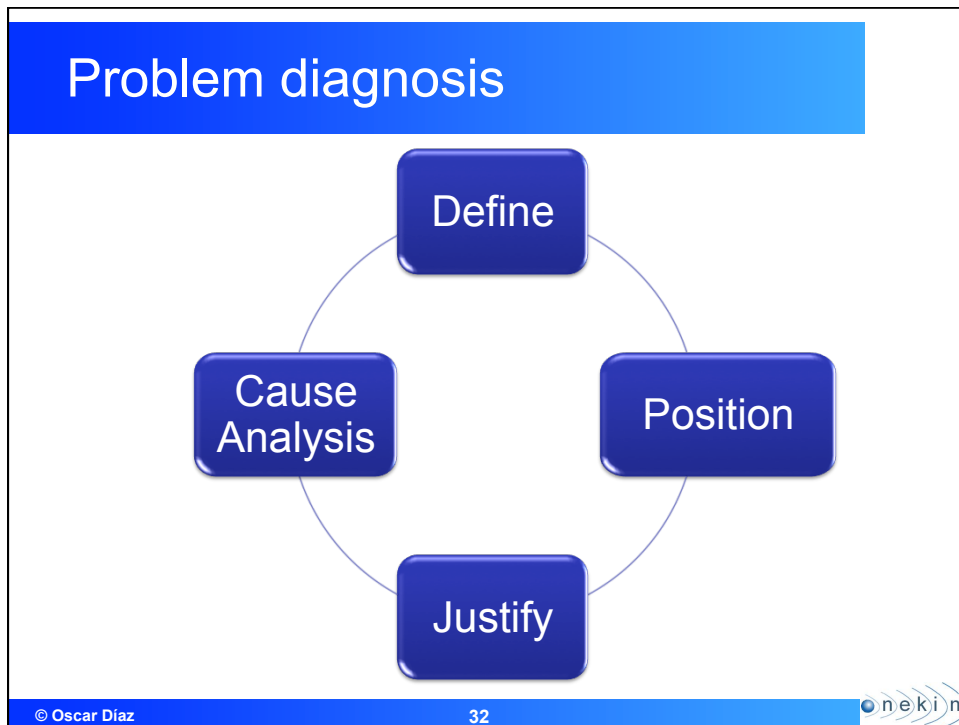 Problem diagnosis
Define
Position
Justify
Cause
Analysis
© Oscar Díaz
32
onekin